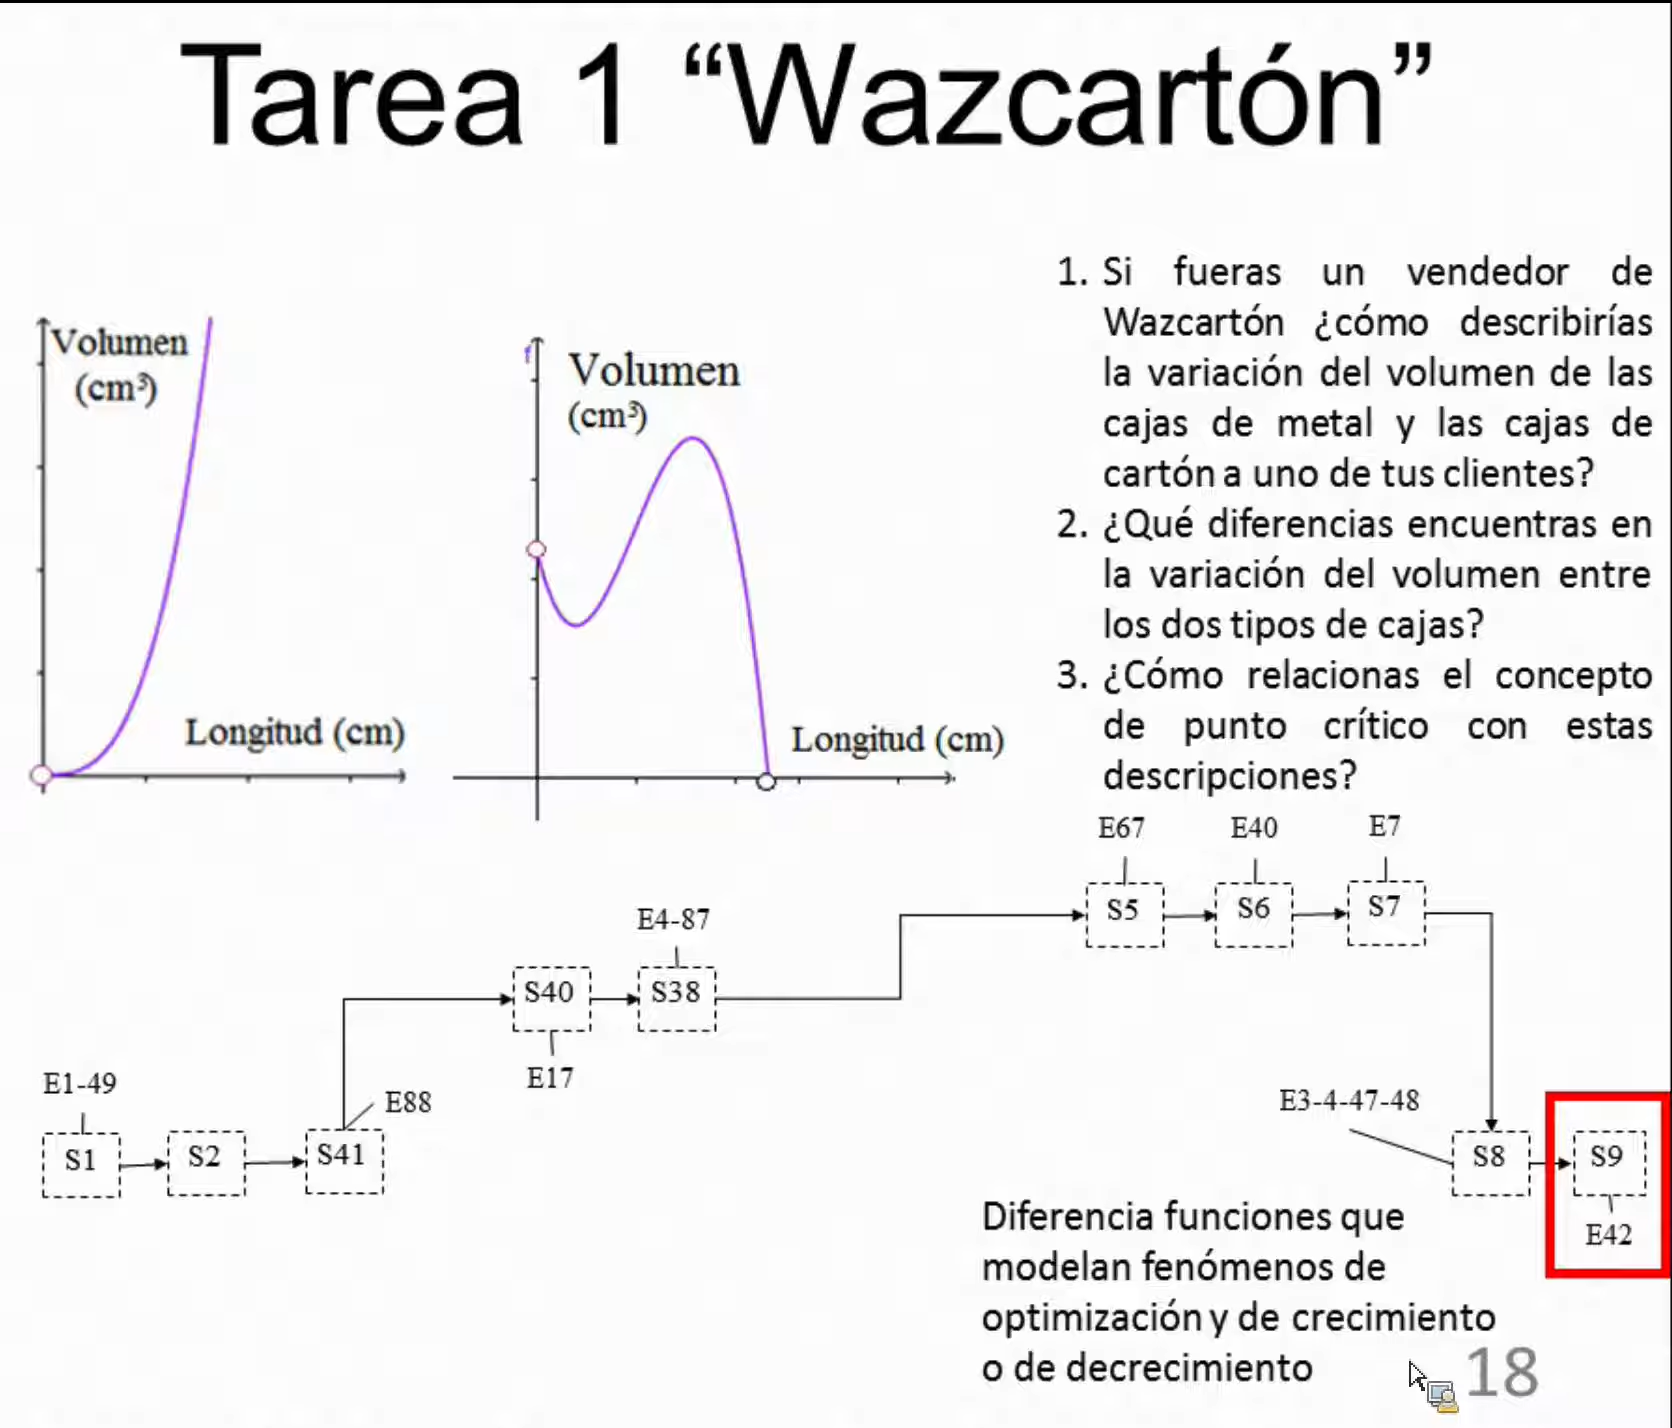 Tarea 1 “Wazcartón”
Volumen
(cm³)
Longitud (cm)
f
Volumen
(cm³)
Longitud (cm)
1. Si fueras un vendedor de
Wazcartón ¿cómo describirías
la variación del volumen de las
cajas de metal y las cajas de
cartón a uno de tus clientes?
2. ¿Qué diferencias encuentras en
la variación del volumen entre
los dos tipos de cajas?
3. ¿Cómo relacionas el concepto
de punto crítico con estas
descripciones?
E67 E40 E7
S5 S6 S7
E4-87
S40 S38
E17
E1-49
E88
S1 S2 S41
E3-4-47-48
S8 S9
E42
Diferencia funciones que
modelan fenómenos de
optimización y de crecimiento
o de decrecimiento
18